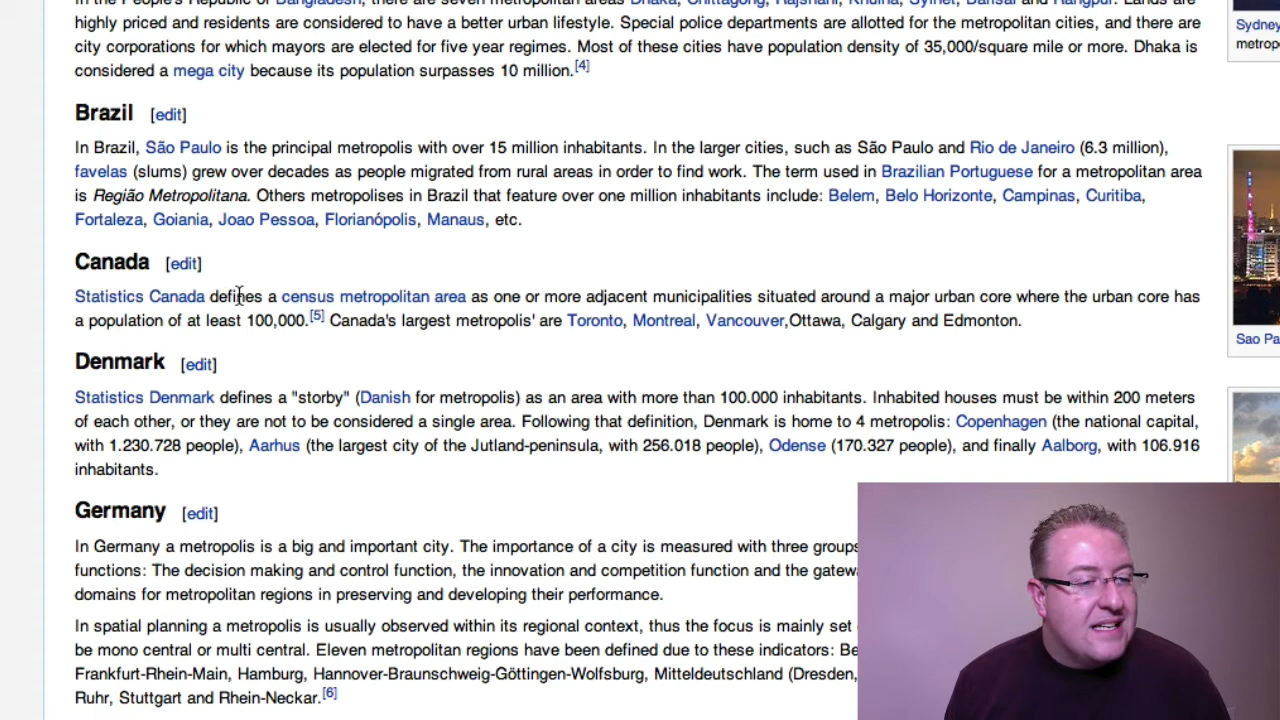 In the People's Republic of Bangladesh, there are seven metropolitan areas Dhaka, Chittagong, Rajshahi, Khulna, Sylhet, Barisal and Rangpur. Lands are
highly priced and residents are considered to have a better urban lifestyle. Special police departments are allotted for the metropolitan cities, and there are
city corporations for which mayors are elected for five year regimes. Most of these cities have population density of 35,000/square mile or more. Dhaka is
considered a mega city because its population surpasses 10 million.[4]
Brazil [edit]
In Brazil, São Paulo is the principal metropolis with over 15 million inhabitants. In the larger cities, such as São Paulo and Rio de Janeiro (6.3 million),
favelas (slums) grew over decades as people migrated from rural areas in order to find work. The term used in Brazilian Portuguese for a metropolitan area
is Região Metropolitana. Others metropolises in Brazil that feature over one million inhabitants include: Belem, Belo Horizonte, Campinas, Curitiba,
Fortaleza, Goiania, Joao Pessoa, Florianópolis, Manaus, etc.
Canada [edit]
Statistics Canada defines a census metropolitan area as one or more adjacent municipalities situated around a major urban core where the urban core has
a population of at least 100,000.[5] Canada's largest metropolis' are Toronto, Montreal, Vancouver,Ottawa, Calgary and Edmonton.
Denmark [edit]
Statistics Denmark defines a "storby" (Danish for metropolis) as an area with more than 100.000 inhabitants. Inhabited houses must be within 200 meters
of each other, or they are not to be considered a single area. Following that definition, Denmark is home to 4 metropolis: Copenhagen (the national capital,
with 1.230.728 people), Aarhus (the largest city of the Jutland-peninsula, with 256.018 people), Odense (170.327 people), and finally Aalborg, with 106.916
inhabitants.
Germany [edit]
In Germany a metropolis is a big and important city. The importance of a city is measured with three groups
functions: The decision making and control function, the innovation and competition function and the
domains for metropolitan regions in preserving and developing their performance.
In spatial planning a metropolis is usually observed within its regional context, thus the focus is mainly set
be mono central or multi central. Eleven metropolitan regions have been defined due to these indicators:
Frankfurt-Rhein-Main, Hamburg, Hannover-Braunschweig-Göttingen-Wolfsburg, Mitteldeutschland (Dresden,
Ruhr, Stuttgart and Rhein-Neckar.[6]
Sydney
Sao